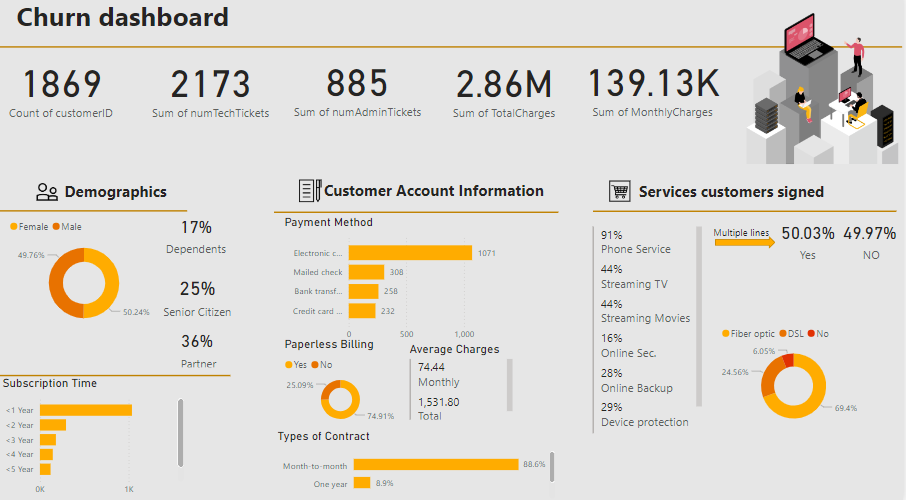 Churn dashboard
1869
Count of customerID
2173
Sum of numTechTickets
885
Sum of numAdminTickets
2.86M
Sum of TotalCharges
139.13K
Sum of MonthlyCharges
Demographics
Female Male
49.76%
50.24%
17%
Dependents
25%
Senior Citizen
36%
Partner
Subscription Time
<1 Year
<2 Year
<3 Year
<4 Year
<5 Year
0K 1K
Customer Account Information
Payment Method
Electronic c... 1071
Mailed check 308
Bank transf... 258
Credit card ... 232
0 500 1,000
Paperless Billing
Yes No
25.09%
74.91%
Average Charges
74.44
Monthly
1,531.80
Total
Types of Contract
Month-to-month 88.6%
One year 8.9%
Services customers signed
91%
Phone Service
44%
Streaming TV
44%
Streaming Movies
16%
Online Sec.
28%
Online Backup
29%
Device protection
Multiple lines
50.03%
Yes
49.97%
NO
Fiber optic DSL No
6.05%
24.56%
69.4%